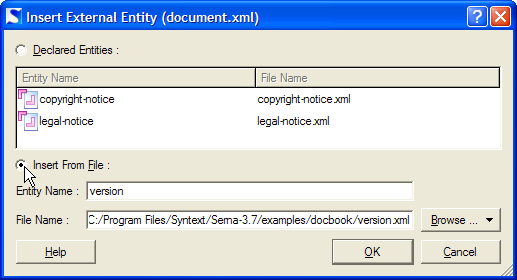 Insert External Entity (document.xml)
Declared Entities :
Entity Name File Name
copyright-notice copyright-notice.xml
legal-notice legal-notice.xml
Insert From File :
Entity Name : version
File Name : C:/Program Files/Syntext/Serna-3.7/examples/docbook/version.xml Browse ...
Help OK Cancel